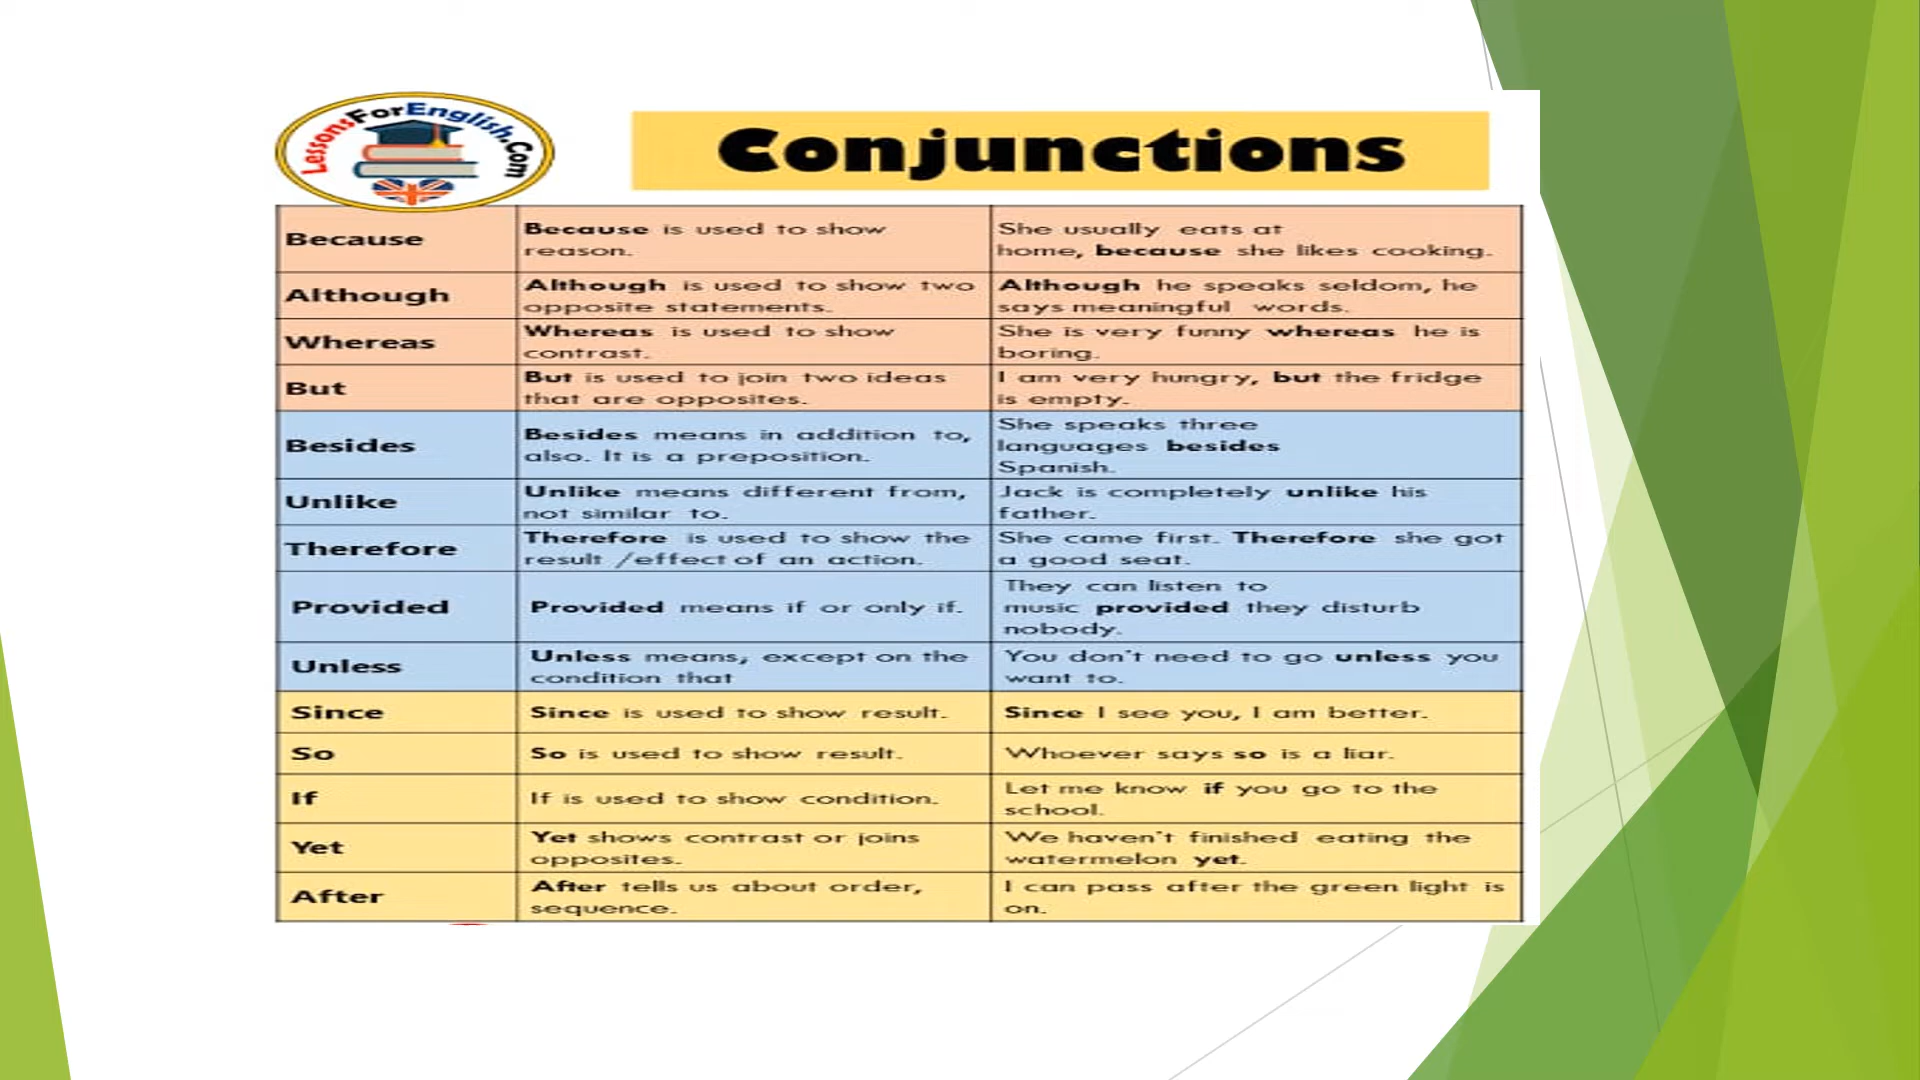 LessonsForEnglish.Com
Conjunctions
Because
Because is used to show
reason.
She usually eats at
home, because she likes cooking.
Although
Although is used to show two
opposite statements.
Although he speaks seldom, he
says meaningful words.
Whereas
Whereas is used to show
contrast.
She is very funny whereas he is
boring.
But
But is used to join two ideas
that are opposites.
I am very hungry, but the fridge
is empty.
Besides
Besides means in addition to,
also. It is a preposition.
She speaks three
languages besides
Spanish.
Unlike
Unlike means different from,
not similar to.
Jack is completely unlike his
father.
Therefore
Therefore is used to show the
result /effect of an action.
She came first. Therefore she got
a good seat.
Provided
Provided means if or only if.
They can listen to
music provided they disturb
nobody.
Unless
Unless means, except on the
condition that
You don't need to go unless you
want to.
Since
Since is used to show result.
Since I see you, I am better.
So
So is used to show result.
Whoever says so is a liar.
If
If is used to show condition.
Let me know if you go to the
school.
Yet
Yet shows contrast or joins
opposites.
We haven't finished eating the
watermelon yet.
After
After tells us about order,
sequence.
I can pass after the green light is
on.